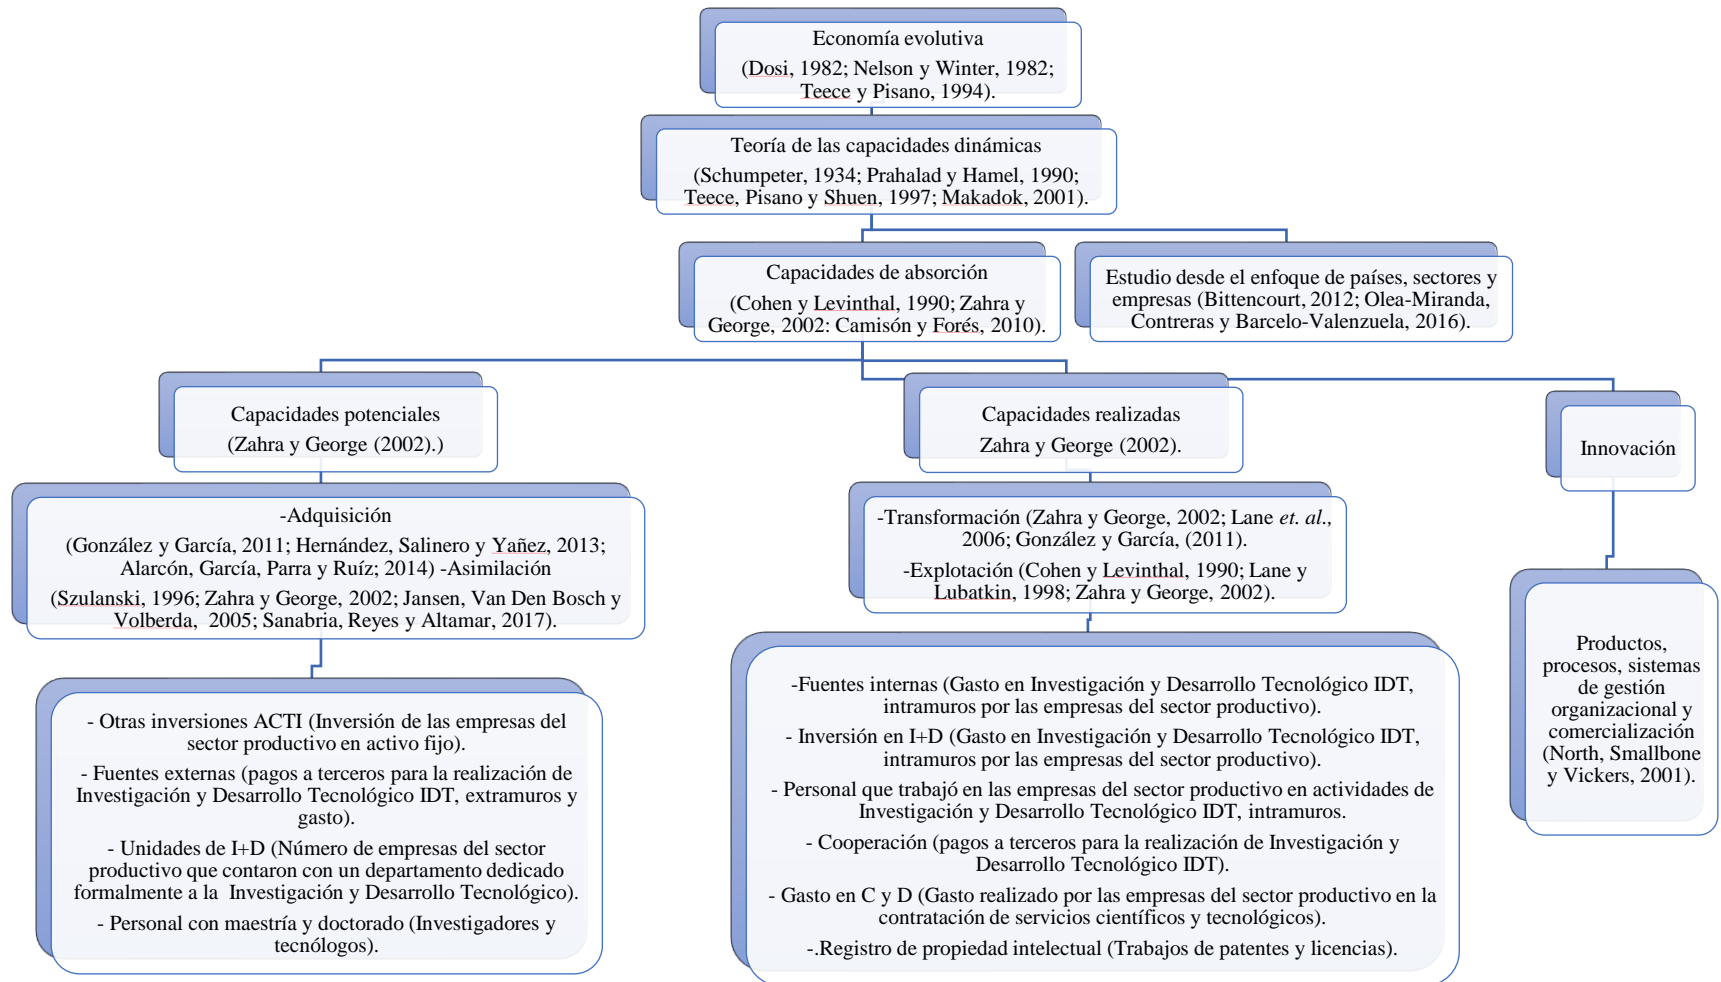 Economía evolutiva
(Dosi, 1982; Nelson y Winter, 1982;
Teece y Pisano, 1994).
Teoría de las capacidades dinámicas
(Schumpeter, 1934; Prahalad y Hamel, 1990;
Teece, Pisano y Shuen, 1997; Makadok, 2001).
Capacidades de absorción
(Cohen y Levinthal, 1990; Zahra y
George, 2002: Camisón y Forés, 2010).
Estudio desde el enfoque de países, sectores y
empresas (Bittencourt, 2012; Olea-Miranda,
Contreras y Barcelo-Valenzuela, 2016).
Capacidades potenciales
(Zahra y George (2002).)
Capacidades realizadas
Zahra y George (2002).
Innovación
-Adquisición
(González y García, 2011; Hernández, Salinero y Yañez, 2013;
Alarcón, García, Parra y Ruíz; 2014) -Asimilación
(Szulanski, 1996; Zahra y George, 2002; Jansen, Van Den Bosch y
Volberda,  2005; Sanabria, Reyes y Altamar, 2017).
-Transformación (Zahra y George, 2002; Lane et. al.,
2006; González y García, (2011).
-Explotación (Cohen y Levinthal, 1990; Lane y
Lubatkin, 1998; Zahra y George, 2002).
- Otras inversiones ACTI (Inversión de las empresas del
sector productivo en activo fijo).
- Fuentes externas (pagos a terceros para la realización de
Investigación y Desarrollo Tecnológico IDT, extramuros y
gasto).
- Unidades de I+D (Número de empresas del sector
productivo que contaron con un departamento dedicado
formalmente a la  Investigación y Desarrollo Tecnológico).
- Personal con maestría y doctorado (Investigadores y
tecnólogos).
-Fuentes internas (Gasto en Investigación y Desarrollo Tecnológico IDT,
intramuros por las empresas del sector productivo).
- Inversión en I+D (Gasto en Investigación y Desarrollo Tecnológico IDT,
intramuros por las empresas del sector productivo).
- Personal que trabajó en las empresas del sector productivo en actividades de
Investigación y Desarrollo Tecnológico IDT, intramuros.
- Cooperación (pagos a terceros para la realización de Investigación y
Desarrollo Tecnológico IDT).
- Gasto en C y D (Gasto realizado por las empresas del sector productivo en la
contratación de servicios científicos y tecnológicos).
-.Registro de propiedad intelectual (Trabajos de patentes y licencias).
Productos,
procesos, sistemas
de gestión
organizacional y
comercialización
(North, Smallbone
y Vickers, 2001).